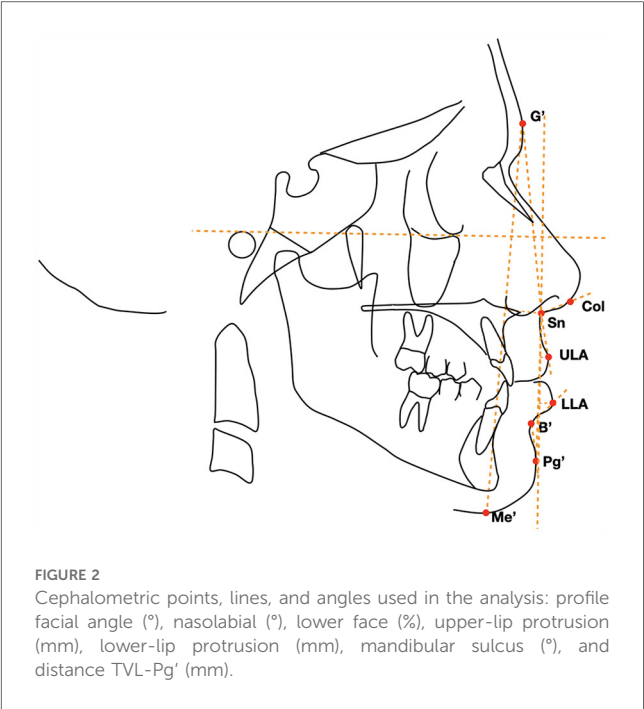 G’
Col
Sn
ULA
LLA
B’
Pg’
Me’
FIGURE 2
Cephalometric points, lines, and angles used in the analysis: profile
facial angle (°), nasolabial (°), lower face (%), upper-lip protrusion
(mm), lower-lip protrusion (mm), mandibular sulcus (°), and
distance TVL-Pg′ (mm).